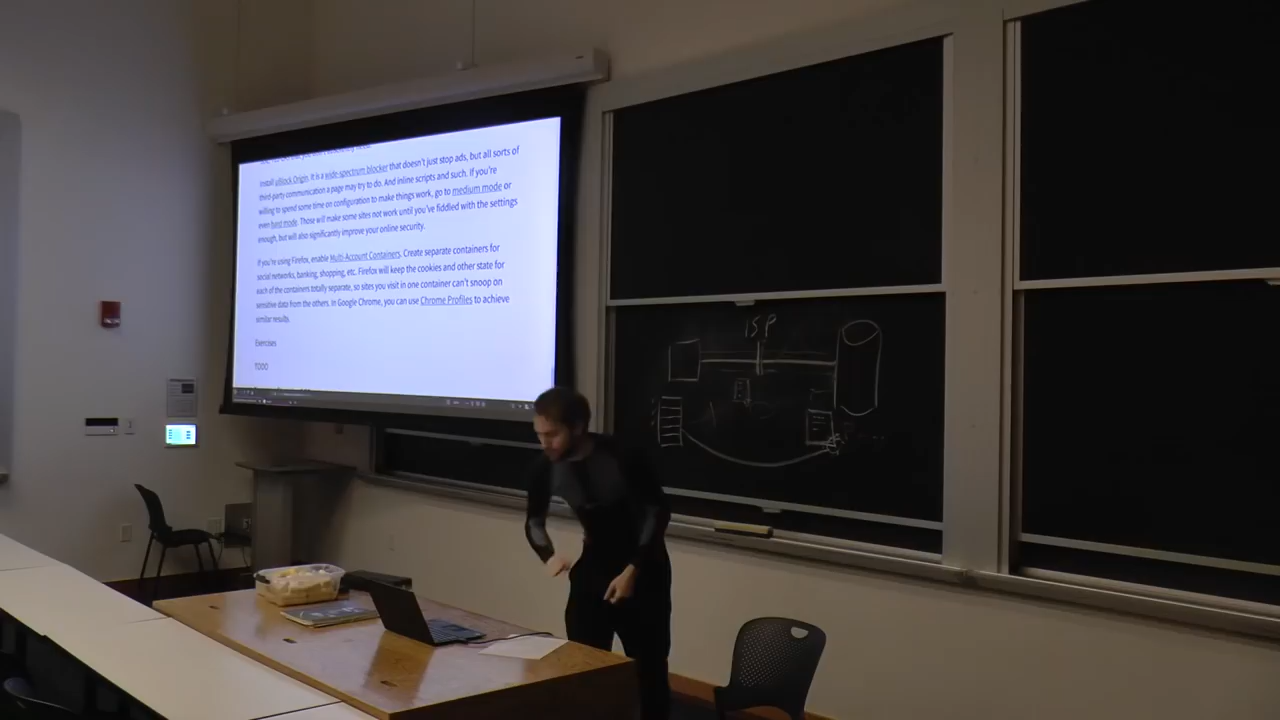 Install uBlock Origin. It is a wide-spectrum blocker that doesn't just stop ads, but all sorts of
third-party communication a page may try to do. And inline scripts and such. If you're
willing to spend some time on configuration to make things work, go to medium mode or
even hard mode. Those will make some sites not work until you've fiddled with the settings
enough, but will also significantly improve your online security.
If you're using Firefox, enable Multi-Account Containers. Create separate containers for
social networks, banking, shopping, etc. Firefox will keep the cookies and other state for
each of the containers totally separate, so sites you visit in one container can't snoop on
sensitive data from the others. In Google Chrome, you can use Chrome Profiles to achieve
similar results.
Exercises
TODO
ISP